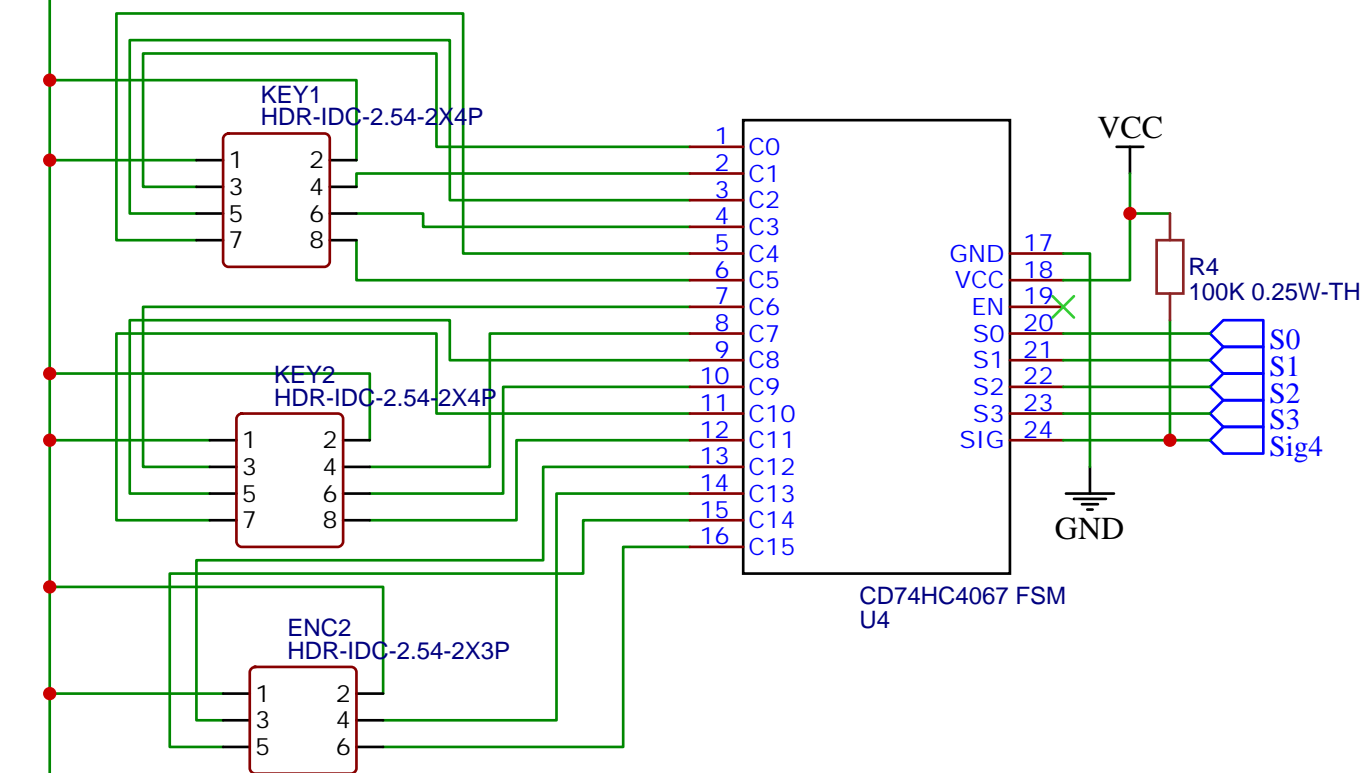 KEY1
HDR-IDC-2.54-2X4P
1 2
3 4
5 6
7 8
KEY2
HDR-IDC-2.54-2X4P
1 2
3 4
5 6
7 8
ENC2
HDR-IDC-2.54-2X3P
1 2
3 4
5 6
1 C0
2 C1
3 C2
4 C3
5 C4
6 C5
7 C6
8 C7
9 C8
10 C9
11 C10
12 C11
13 C12
14 C13
15 C14
16 C15
GND 17
VCC 18
EN 19
S0 20
S1 21
S2 22
S3 23
SIG 24
CD74HC4067 FSM
U4
VCC
R4
100K 0.25W-TH
S0
S1
S2
S3
Sig4
GND